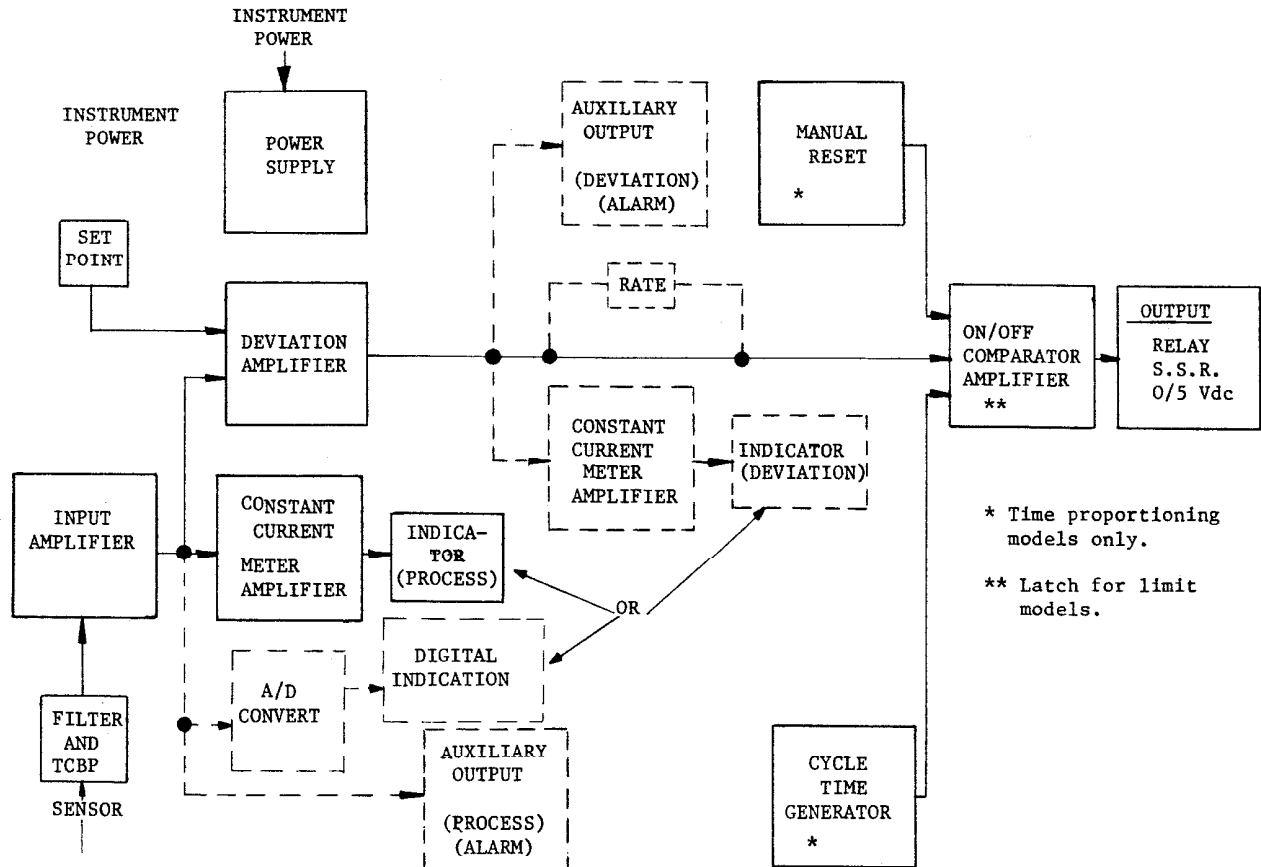 INSTRUMENT
POWER
INSTRUMENT
POWER
POWER
SUPPLY
AUXILIARY
OUTPUT
(DEVIATION)
(ALARM)
MANUAL
RESET
*
SET
POINT
RATE
DEVIATION
AMPLIFIER
ON/OFF
COMPARATOR
AMPLIFIER
**
OUTPUT
RELAY
S.S.R.
0/5 Vdc
CONSTANT
CURRENT
METER
AMPLIFIER
INDICATOR
(DEVIATION)
INPUT
AMPLIFIER
CONSTANT
CURRENT
METER
AMPLIFIER
INDICA-
TOR
(PROCESS)
OR
* Time proportioning
models only.
** Latch for limit
models.
DIGITAL
INDICATION
A/D
CONVERT
FILTER
AND
TCBP
SENSOR
AUXILIARY
OUTPUT
(PROCESS)
(ALARM)
CYCLE
TIME
GENERATOR
*